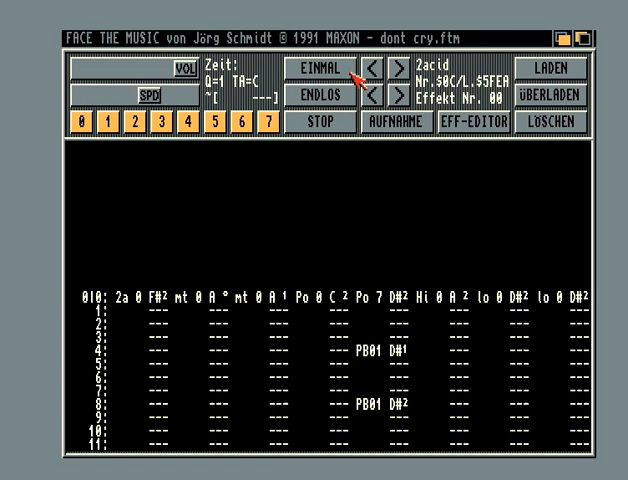 FACE THE MUSIC von Jörg Schmidt © 1991 MAXON - dont cry.ftm
VOL Zeit: EINMAL < > 2acid LADEN
Q=1 TA=C Nr.$0C/L.$5FEA
SPD ~[ ---] ENDLOS < > Effekt Nr. 00 üBERLADEN
0 1 2 3 4 5 6 7 STOP AUFNAHME EFF-EDITOR LöSCHEN
0|0: 2a 0 F#² mt 0 A ° mt 0 A ¹ Po 0 C ² Po 7 D#² Hi 0 A ² lo 0 D#² lo 0 D#²
1: --- --- --- --- --- --- --- ---
2: --- --- --- --- --- --- --- ---
3: --- --- --- --- --- --- --- ---
4: --- --- --- --- PB01 D#¹ --- --- ---
5: --- --- --- --- --- --- --- ---
6: --- --- --- --- --- --- --- ---
7: --- --- --- --- --- --- --- ---
8: --- --- --- --- PB01 D#² --- --- ---
9: --- --- --- --- --- --- --- ---
10: --- --- --- --- --- --- --- ---
11: --- --- --- --- --- --- --- ---